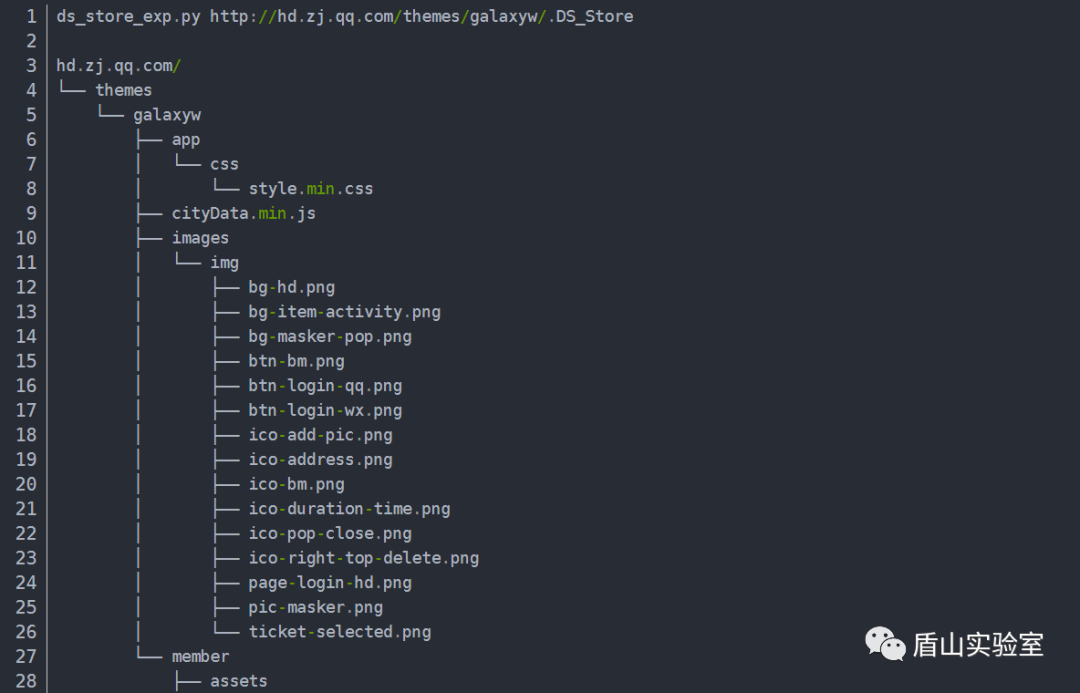 1 ds_store_exp.py http://hd.zj.qq.com/themes/galaxyw/.DS_Store
2
3 hd.zj.qq.com/
4 └── themes
5     └── galaxyw
6         ├── app
7         │   └── css
8         │       └── style.min.css
9         ├── cityData.min.js
10         ├── images
11         │   └── img
12         │       ├── bg-hd.png
13         │       ├── bg-item-activity.png
14         │       ├── bg-masker-pop.png
15         │       ├── btn-bm.png
16         │       ├── btn-login-qq.png
17         │       ├── btn-login-wx.png
18         │       ├── ico-add-pic.png
19         │       ├── ico-address.png
20         │       ├── ico-bm.png
21         │       ├── ico-duration-time.png
22         │       ├── ico-pop-close.png
23         │       ├── ico-right-top-delete.png
24         │       ├── page-login-hd.png
25         │       ├── pic-masker.png
26         │       └── ticket-selected.png
27         └── member
28             ├── assets
盾山实验室